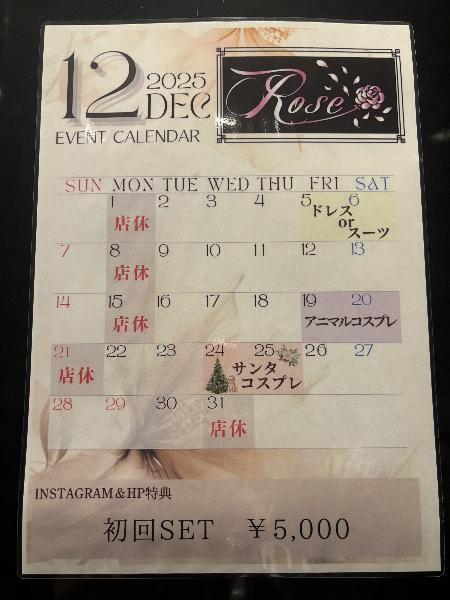 12 2025
DEC
Rose
EVENT CALENDAR
SUN MON TUE WED THU FRI SAT
1 2 3 4 5 6
店休
ドレス
or
スーツ
7 8 9 10 11 12 13
店休
14 15 16 17 18 19 20
店休
アニマルコスプレ
21 22 23 24 25 26 27
店休
サンタ
コスプレ
28 29 30 31
店休
INSTAGRAM&HP特典
初回SET ¥5,000